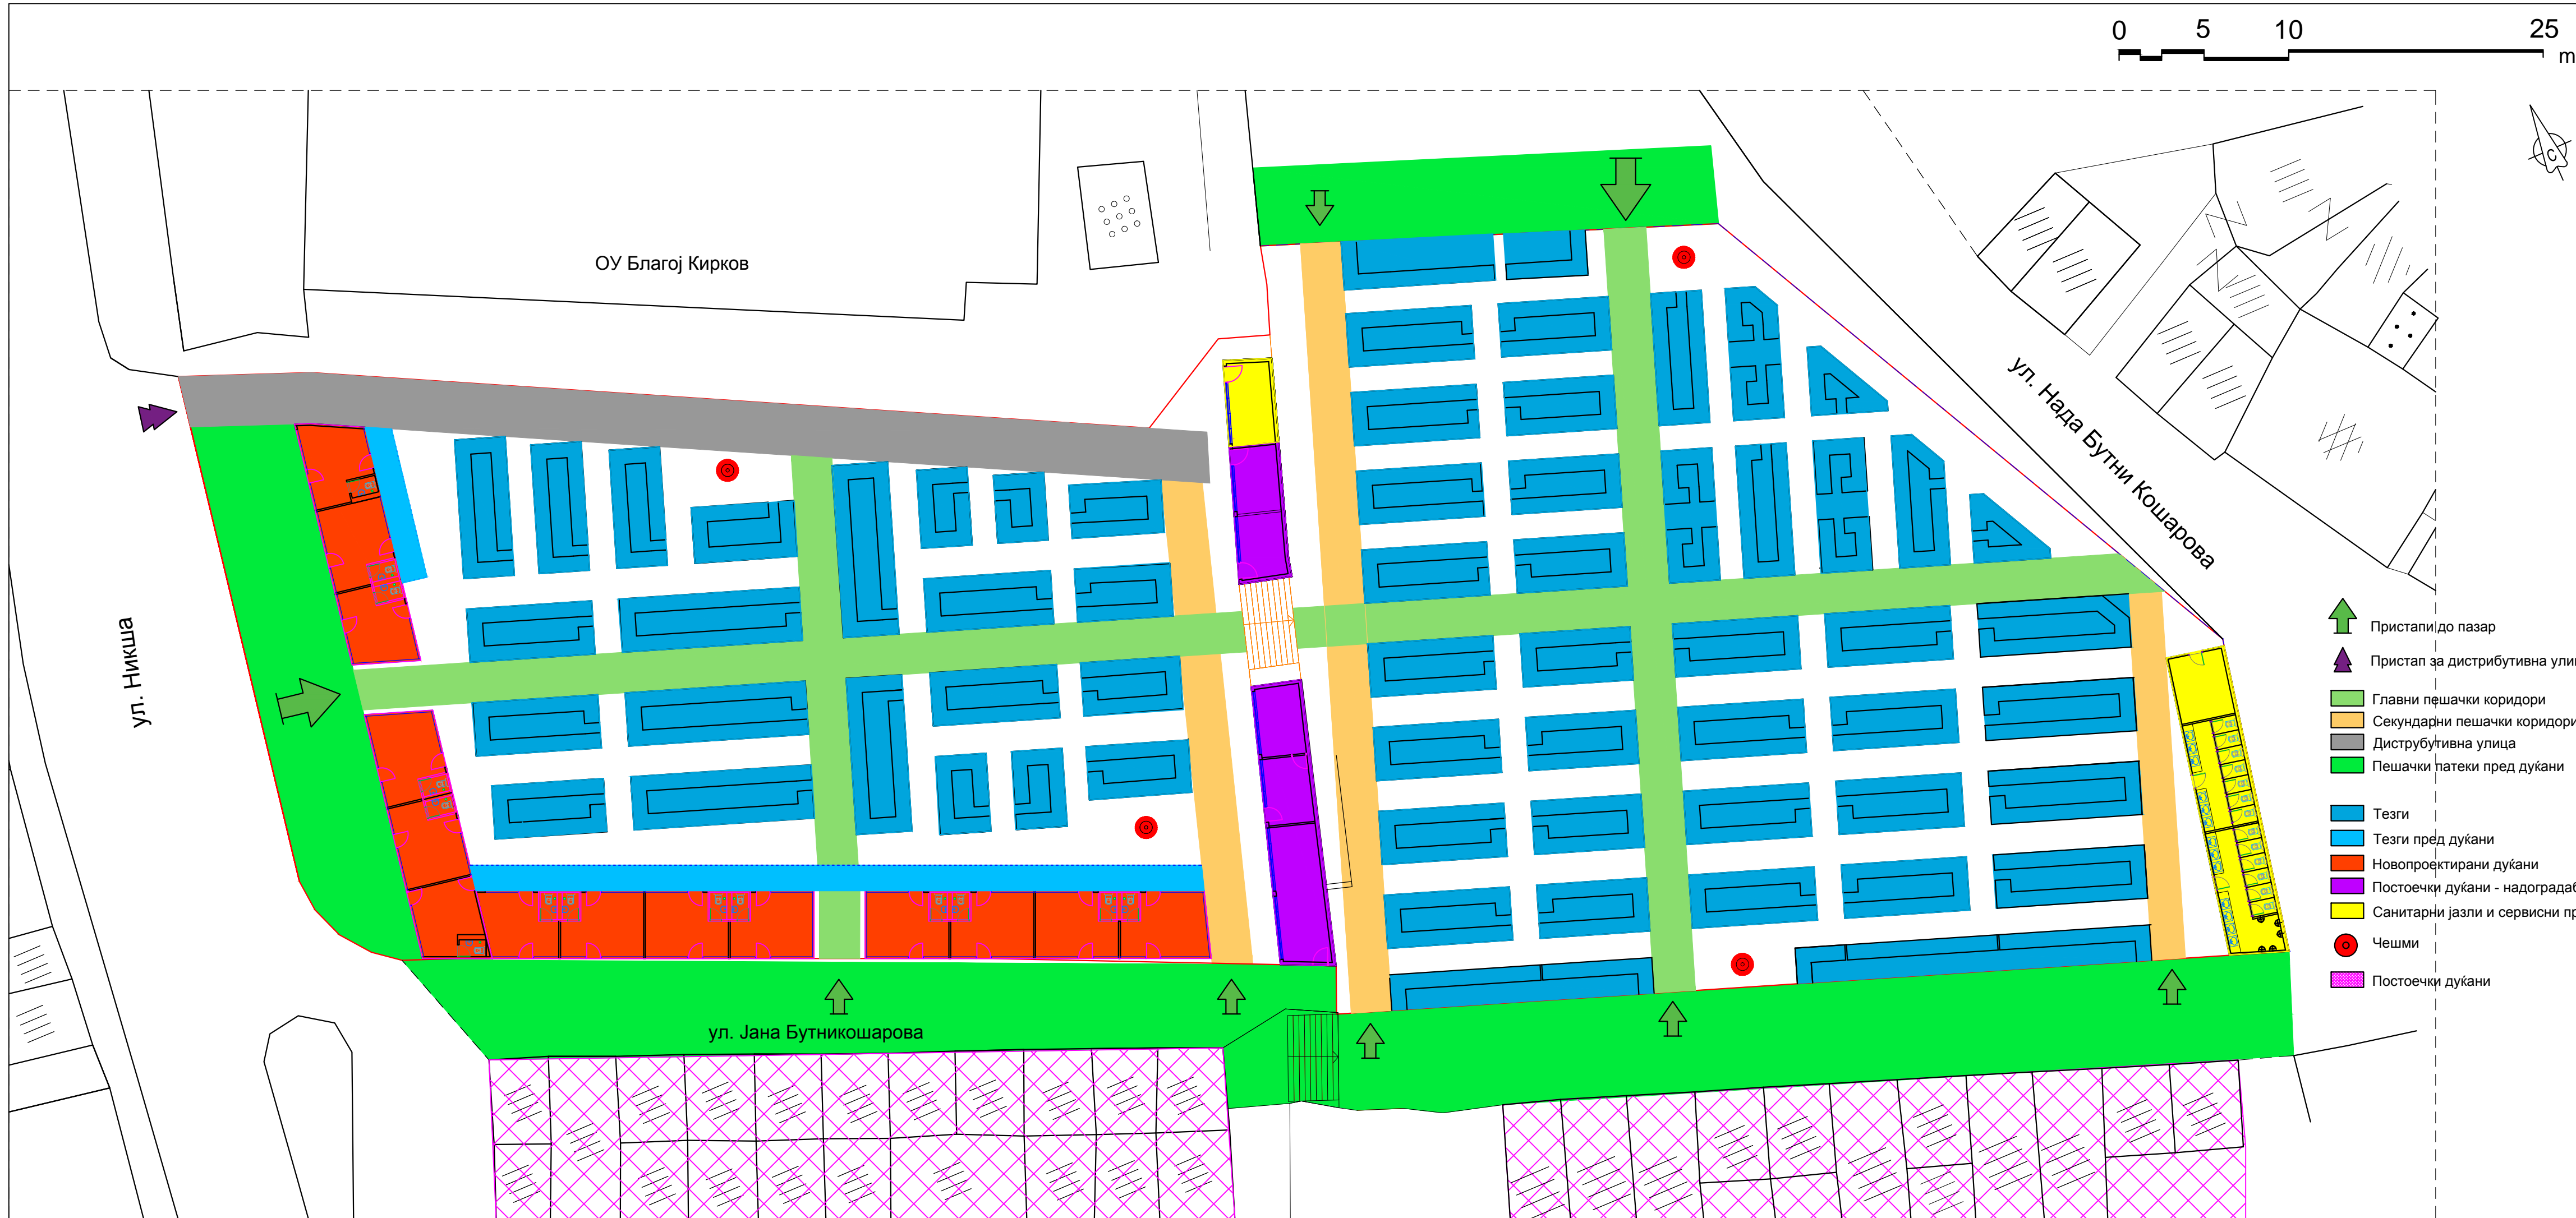 0 5 10 25
m
С
ОУ Благој Кирков
ул. Нада Бутни Кошарова
ул. Никша
ул. Јана Бутникошарова
Пристапи до пазар
Пристап за дистрибутивна ули
Главни пешачки коридори
Секундарни пешачки коридори
Диструбутивна улица
Пешачки патеки пред дуќани
Тезги
Тезги пред дуќани
Новопроектирани дуќани
Постоечки дуќани - надоградб
Санитарни јазли и сервисни пр
Чешми
Постоечки дуќани